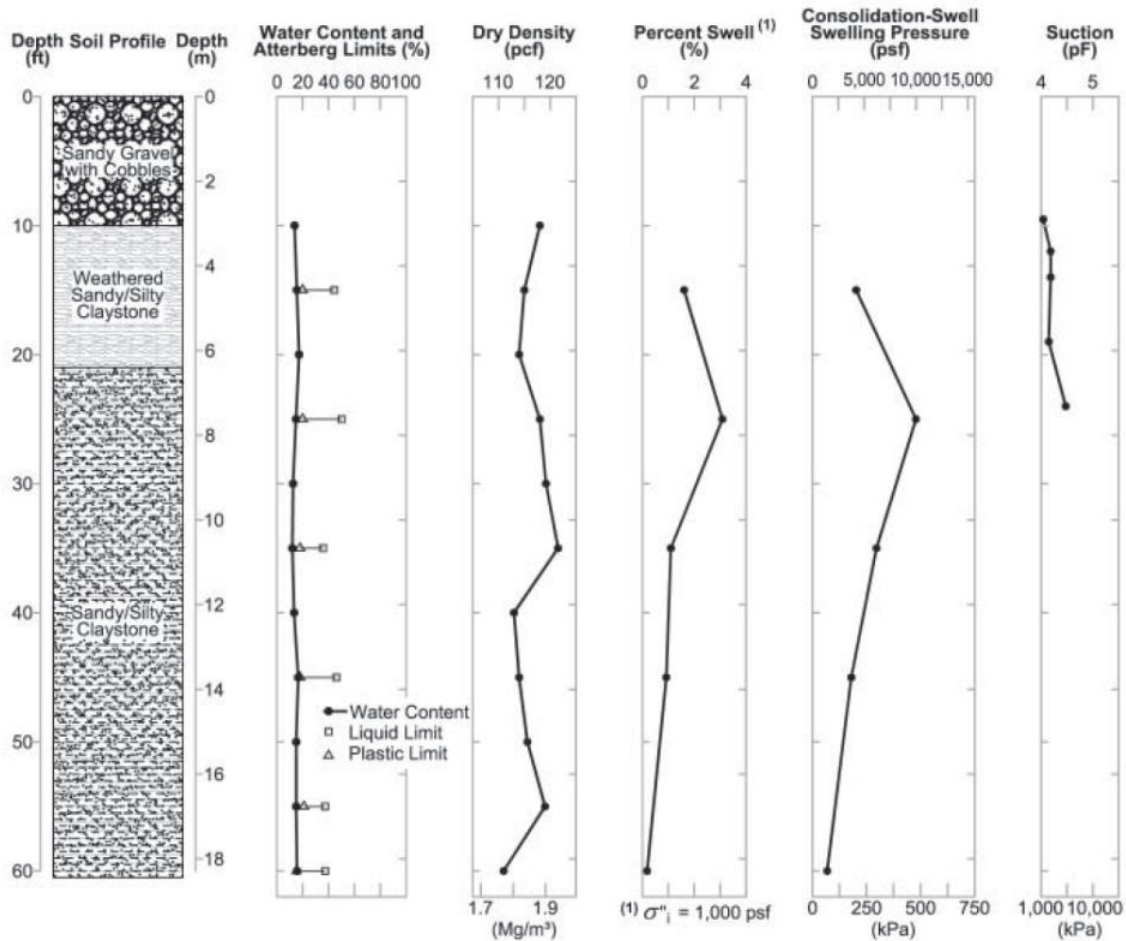 Depth Soil Profile Depth
(ft) (m)
Water Content and
Atterberg Limits (%)
0 20 40 60 80 100
Dry Density
(pcf)
110 120
Percent Swell (1)
(%)
0 2 4
Consolidation-Swell
Swelling Pressure
(psf)
0 5,000 10,000 15,000
Suction
(pF)
4 5
0
10
20
30
40
50
60
Sandy Gravel
with Cobbles
Weathered
Sandy/Silty
Claystone
Sandy/Silty
Claystone
0
2
4
6
8
10
12
14
16
18
Water Content
Liquid Limit
Plastic Limit
1.7 1.9
(Mg/m³)
(1) σ"i = 1,000 psf
0 250 500 750
(kPa)
1,000 10,000
(kPa)